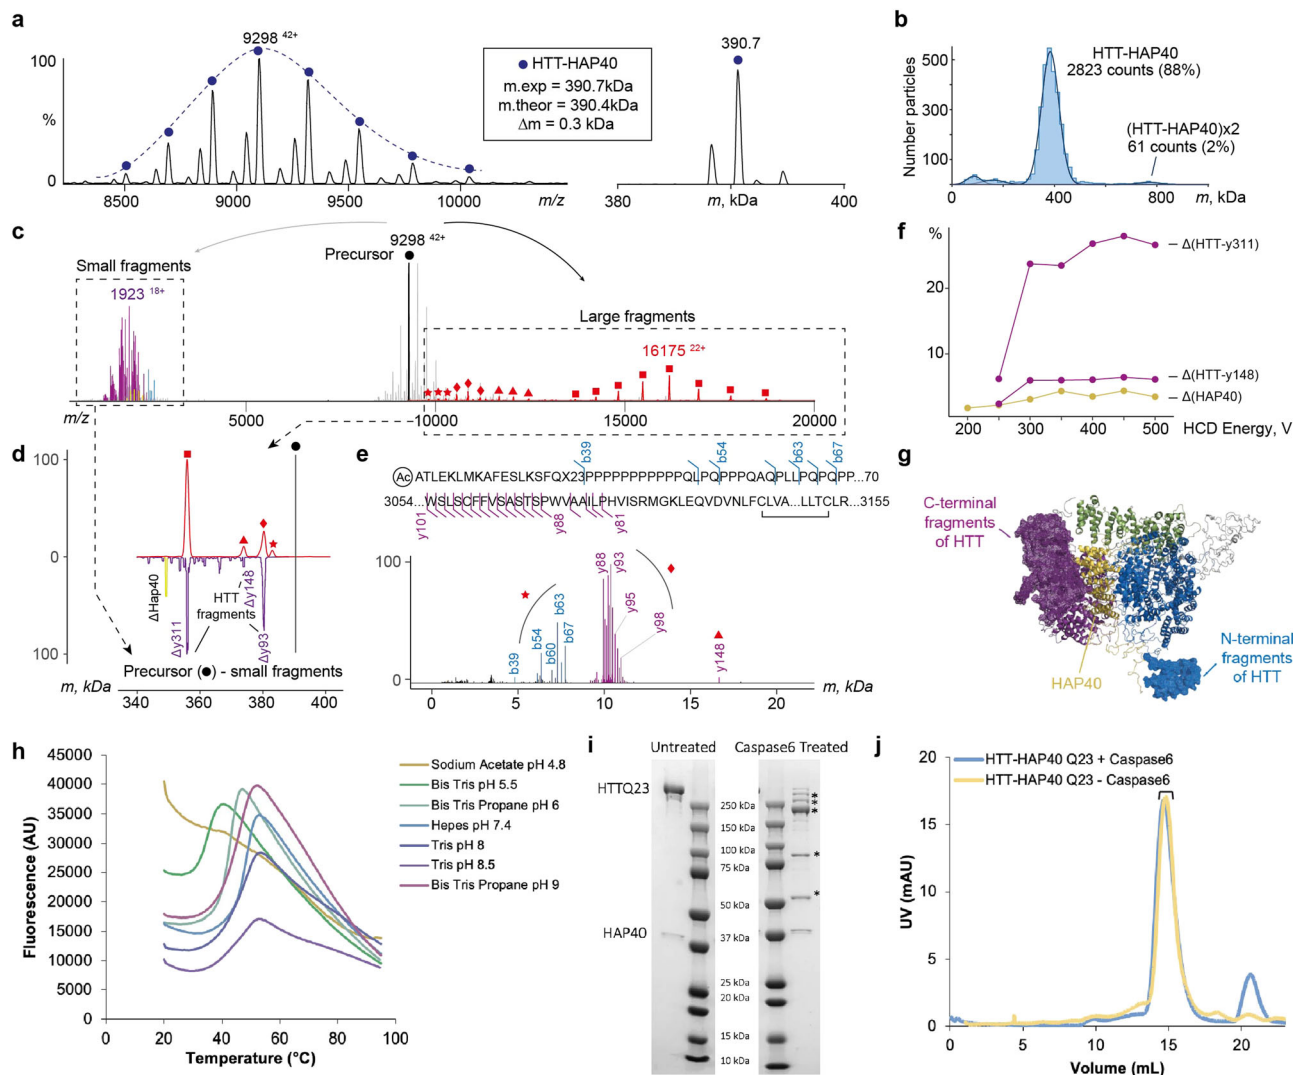 a
100
%
0
9298 42+
8500
9000
9500
10000
m/z
HTT-HAP40
m.exp = 390.7kDa
m.theor = 390.4kDa
Δm = 0.3 kDa
390.7
380
m, kDa
400
b
Number particles
500
300
100
HTT-HAP40
2823 counts (88%)
(HTT-HAP40)x2
61 counts (2%)
0
400
800
m, kDa
c
Small fragments
1923 18+
Precursor
9298 42+
Large fragments
16175 22+
m/z
5000
10000
15000
20000
d
100
0
100
ΔHap40
Δy311
HTT
fragments
Δy148
Δy93
Precursor (●) - small fragments
m, kDa
340
360
380
400
e
b39
b54
b63
b67
Ac ATLEKLMKAFESLKSFQX23PPPPPPPPPPPQLPQPPPQAQPLLPQPQPP...70
3054...WSLSCFFVSASTSPWVAAILPHVISRMGKLEQVDVNLFCLVA...LLTCLR...3155
y101
y88
y81
100
0
b39
b54
b60
b63
b67
y88
y93
y95
y98
y148
0
5
10
15
20
m, kDa
f
%
20
10
Δ(HTT-y311)
Δ(HTT-y148)
Δ(HAP40)
200
300
400
500
HCD Energy, V
g
C-terminal
fragments
of HTT
HAP40
N-terminal
fragments
of HTT
h
Fluorescence (AU)
45000
40000
35000
30000
25000
20000
15000
10000
5000
0
0
20
40
60
80
100
Temperature (°C)
Sodium Acetate pH 4.8
Bis Tris pH 5.5
Bis Tris Propane pH 6
Hepes pH 7.4
Tris pH 8
Tris pH 8.5
Bis Tris Propane pH 9
i
Untreated
Caspase6 Treated
HTTQ23
HAP40
250 kDa
150 kDa
100 kDa
75 kDa
50 kDa
37 kDa
25 kDa
20 kDa
15 kDa
10 kDa
*
*
*
*
*
j
UV (mAU)
20
15
10
5
0
HTT-HAP40 Q23 + Caspase6
HTT-HAP40 Q23 - Caspase6
0
5
10
15
20
Volume (mL)